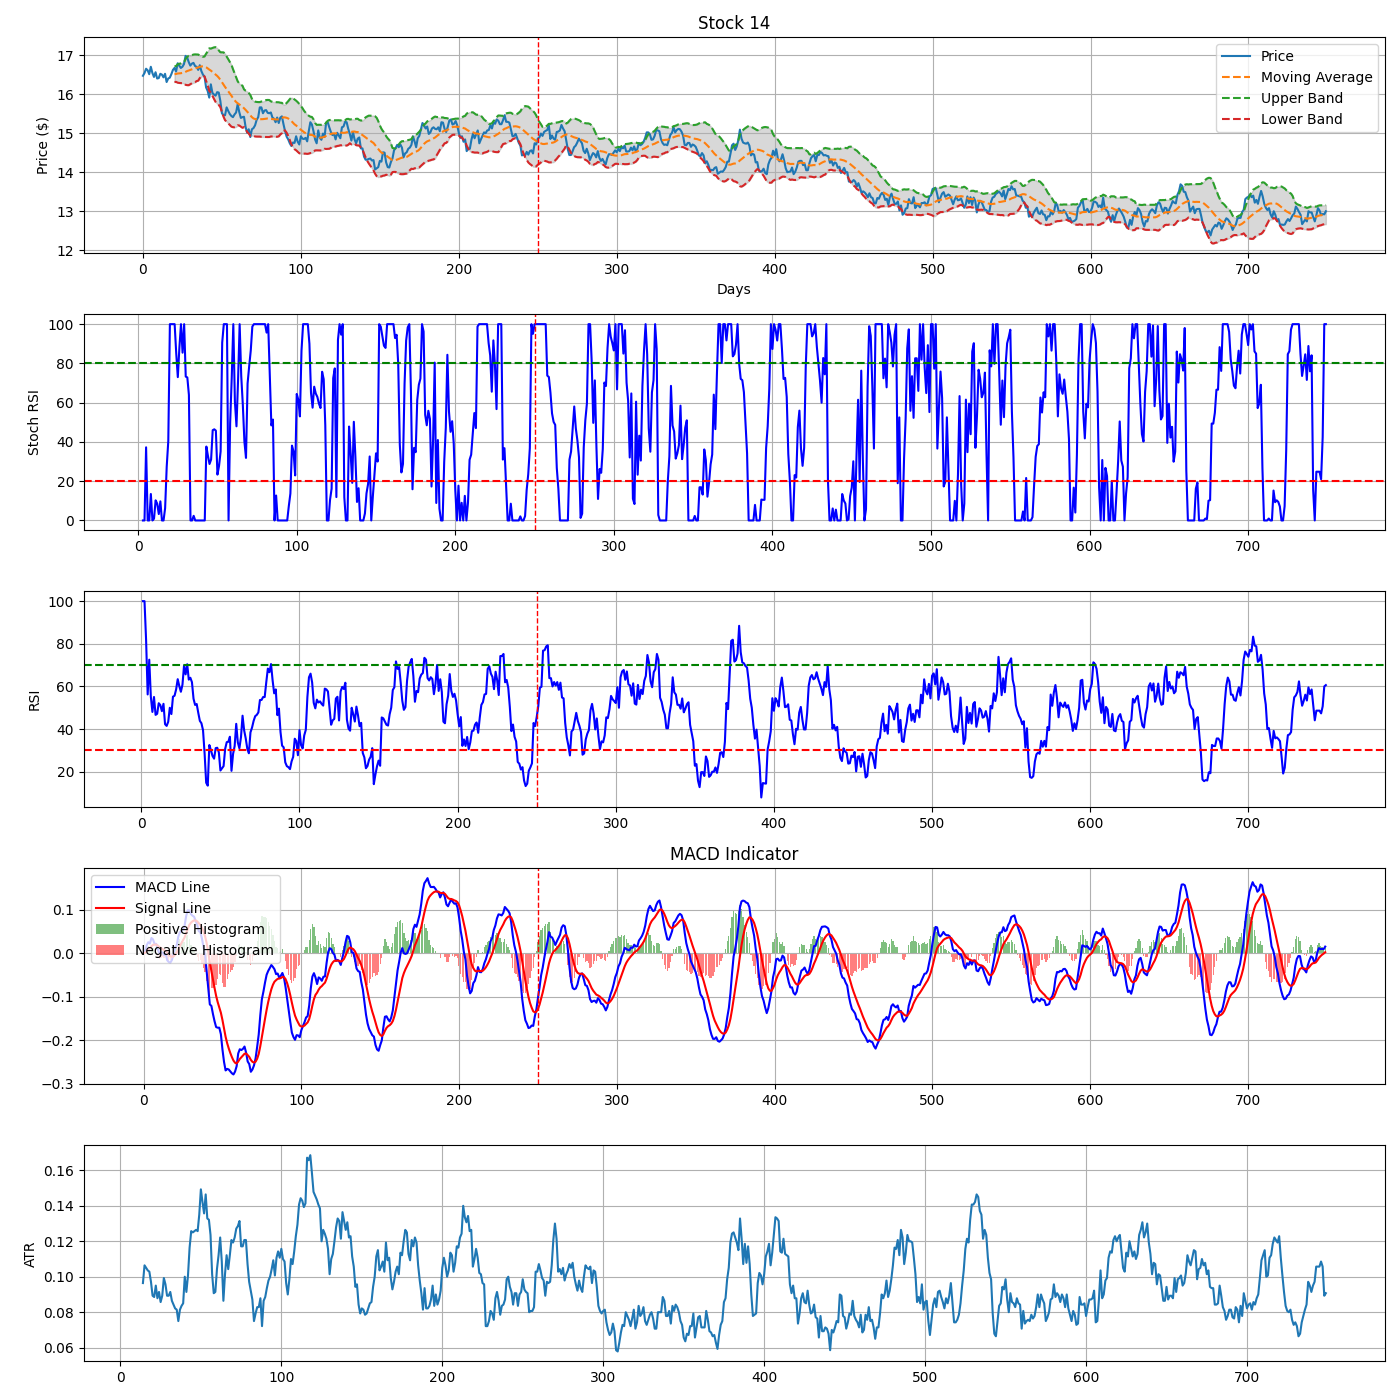 Stock 14
17
16
15
14
13
12
Price ($)
Price
Moving Average
Upper Band
Lower Band
0 100 200 300 400 500 600 700
Days
100
80
60
40
20
0
Stoch RSI
0 100 200 300 400 500 600 700
100
80
60
40
20
RSI
0 100 200 300 400 500 600 700
MACD Indicator
MACD Line
Signal Line
Positive Histogram
Negative Histogram
0.1
0.0
−0.1
−0.2
−0.3
0 100 200 300 400 500 600 700
0.16
0.14
0.12
0.10
0.08
0.06
ATR
0 100 200 300 400 500 600 700